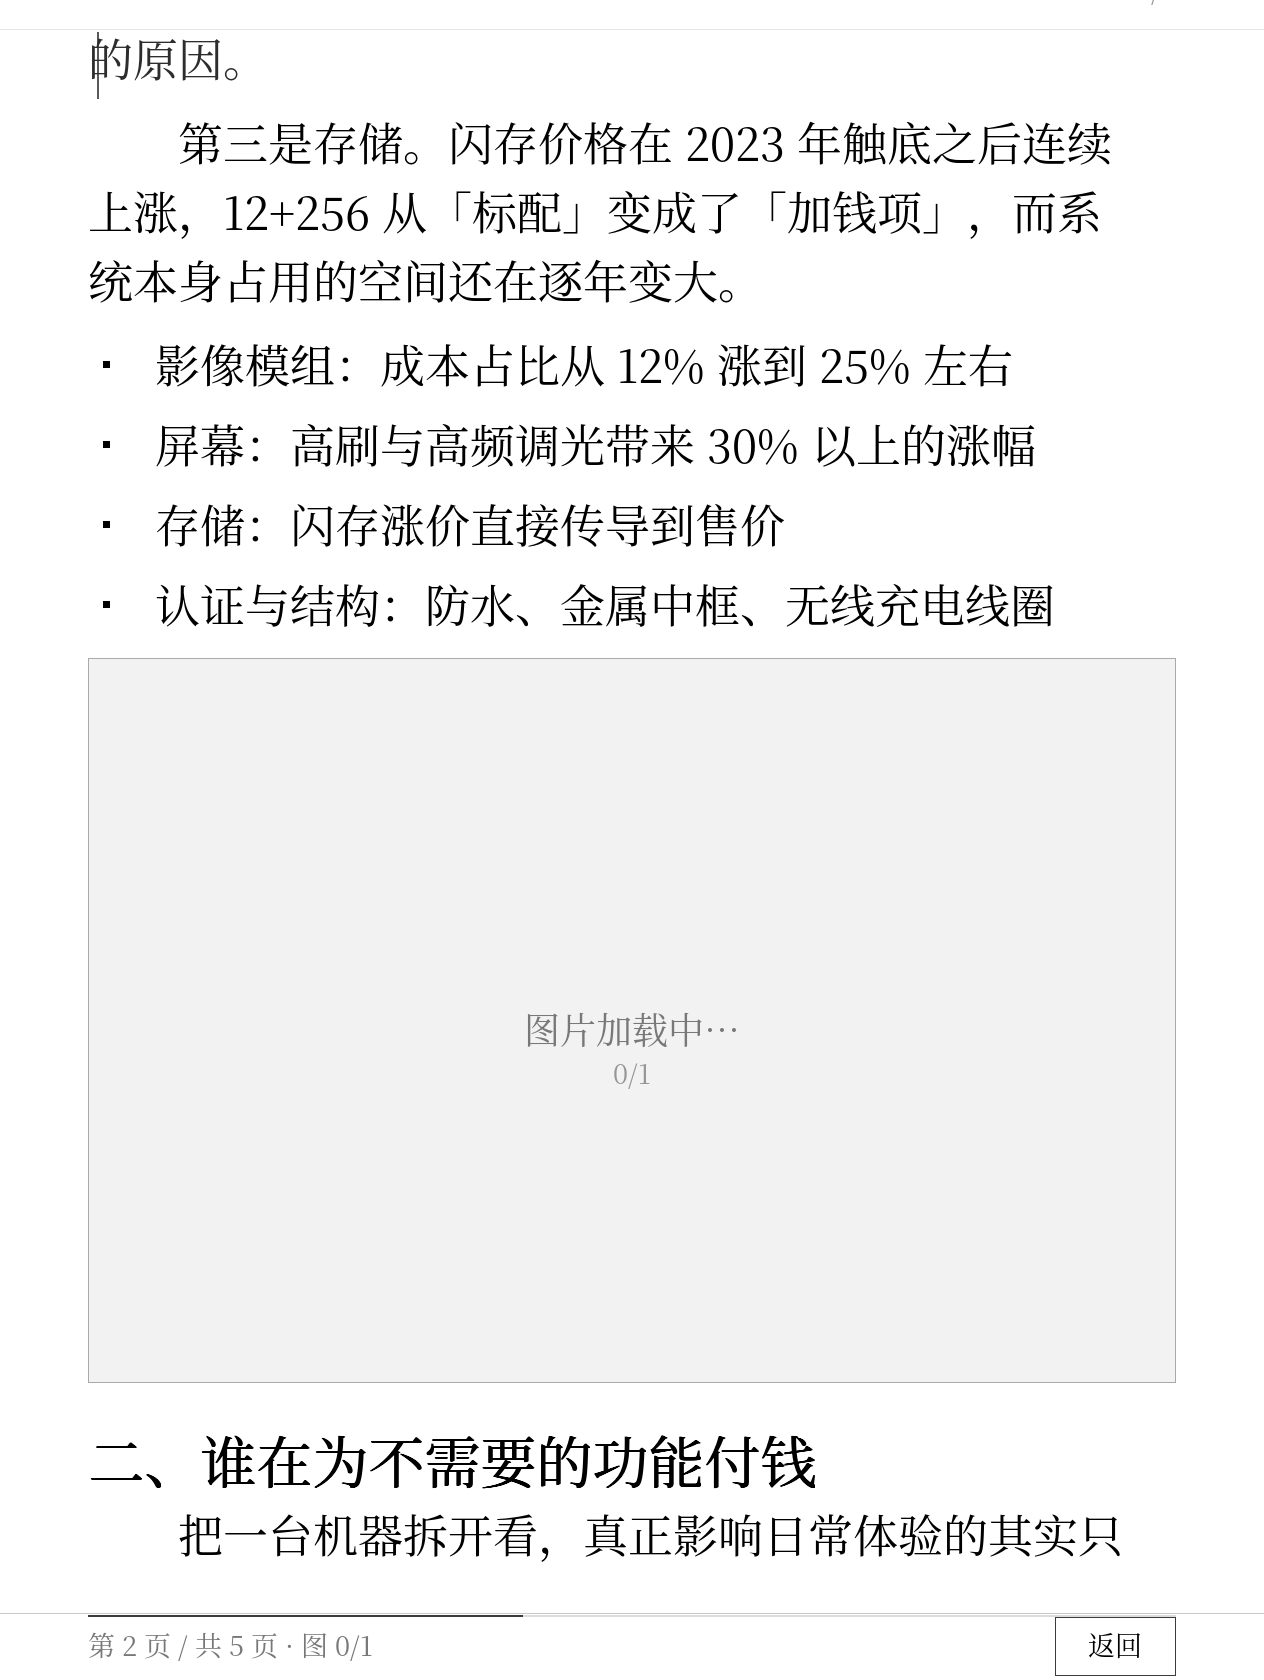 的原因。
第三是存储。闪存价格在 2023 年触底之后连续
上涨，12+256 从「标配」变成了「加钱项」，而系
统本身占用的空间还在逐年变大。
▪ 影像模组：成本占比从 12% 涨到 25% 左右
▪ 屏幕：高刷与高频调光带来 30% 以上的涨幅
▪ 存储：闪存涨价直接传导到售价
▪ 认证与结构：防水、金属中框、无线充电线圈
图片加载中…
0/1
二、谁在为不需要的功能付钱
把一台机器拆开看，真正影响日常体验的其实只
第 2 页 / 共 5 页 · 图 0/1
返回